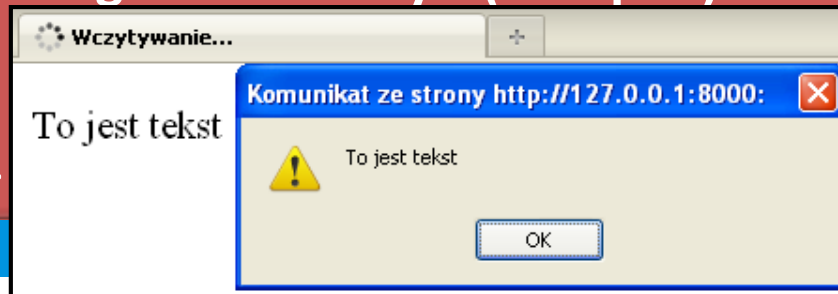 Wczytywanie...
To jest tekst
Komunikat ze strony http://127.0.0.1:8000:
To jest tekst
OK